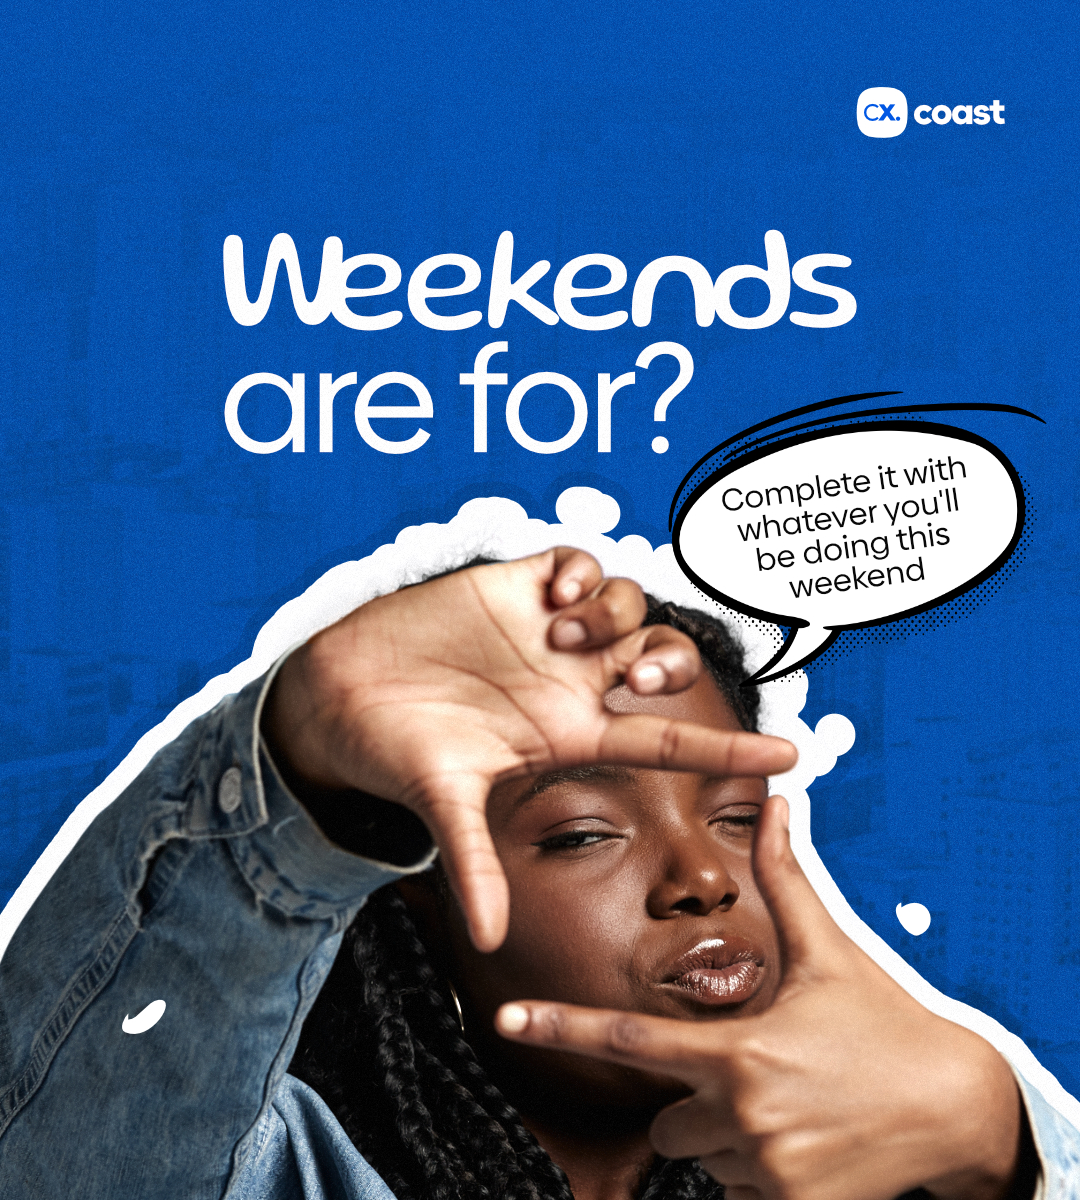 cx. coast
Weekends
are for?
Complete it with
whatever you'll
be doing this
weekend